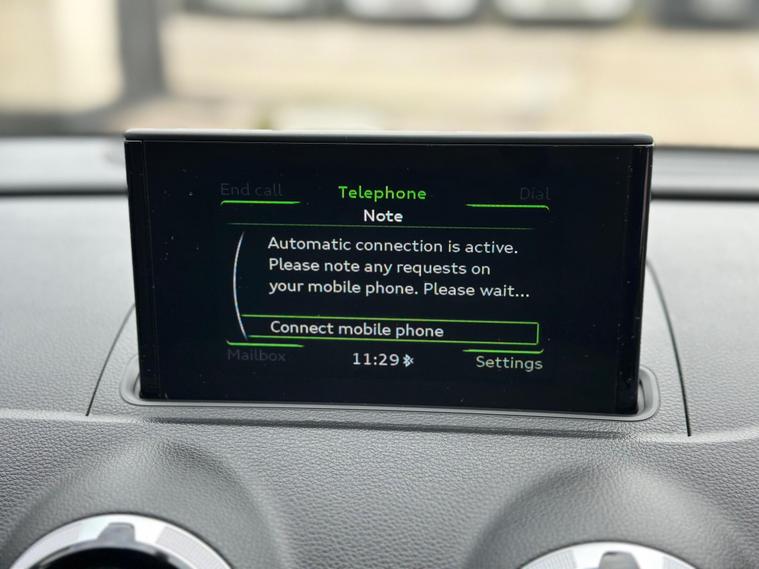 End call Telephone Dial
Note
Automatic connection is active.
Please note any requests on
your mobile phone. Please wait...
Connect mobile phone
Mailbox 11:29 Settings